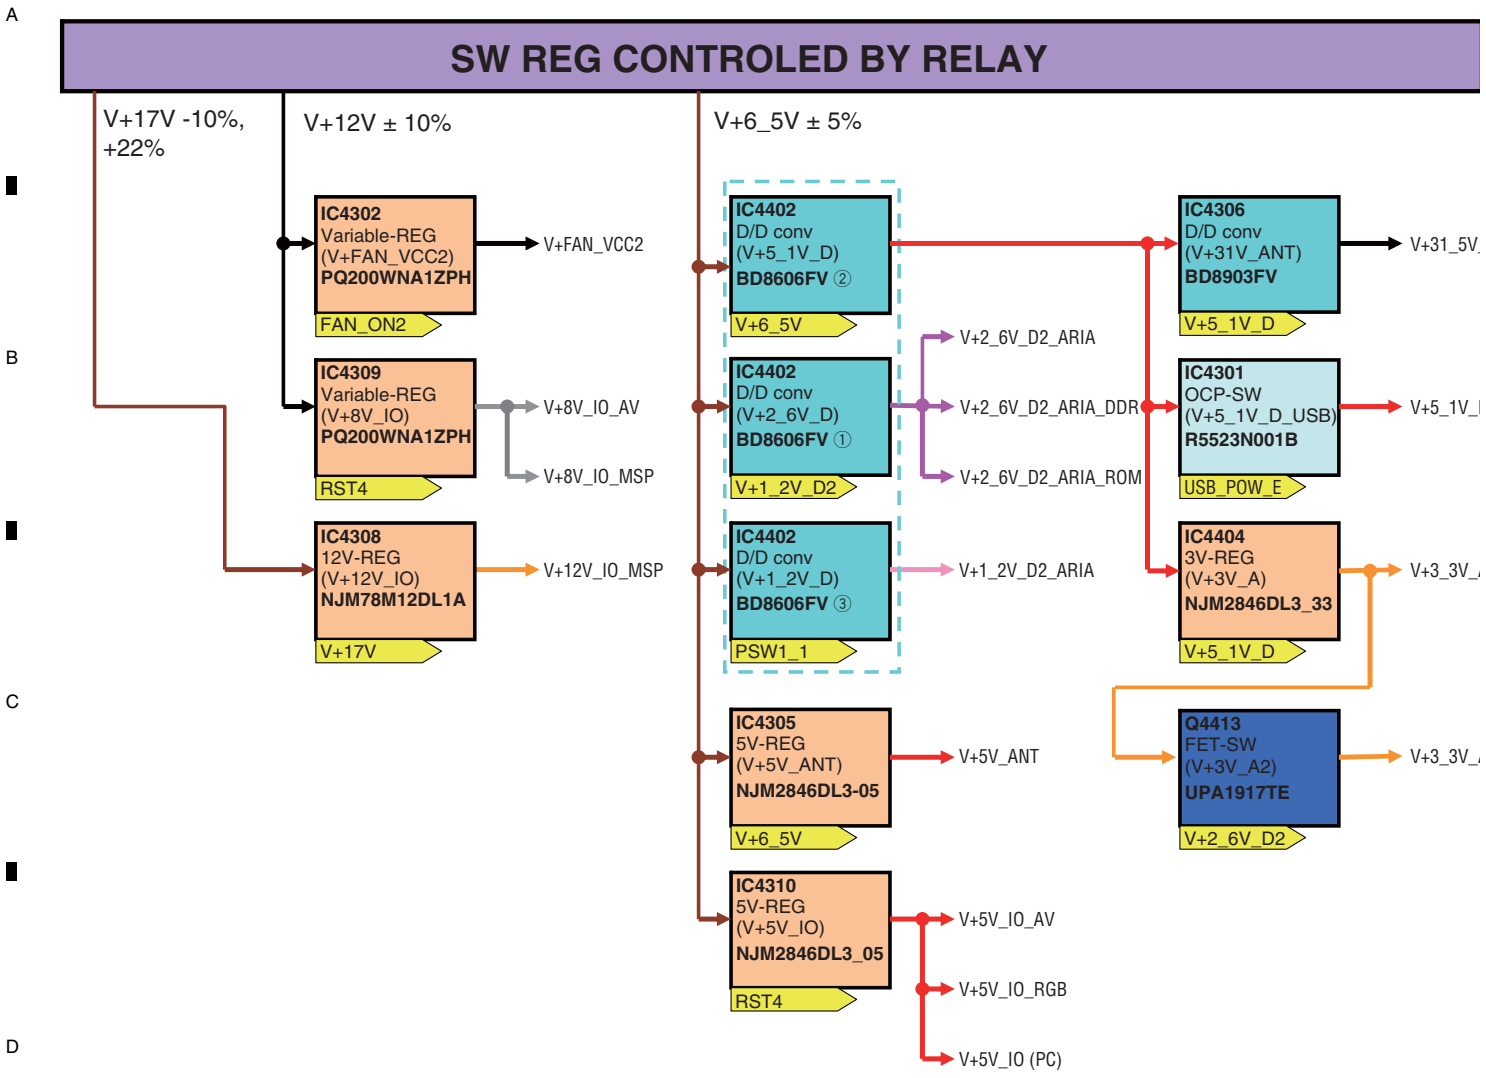 A
SW REG CONTROLED BY RELAY
V+17V -10%,
+22%
V+12V ± 10%
V+6_5V ± 5%
IC4302
Variable-REG
(V+FAN_VCC2)
PQ200WNA1ZPH
FAN_ON2
V+FAN_VCC2
IC4402
D/D conv
(V+5_1V_D)
BD8606FV ②
V+6_5V
IC4306
D/D conv
(V+31V_ANT)
BD8903FV
V+5_1V_D
V+31_5V_
B
IC4309
Variable-REG
(V+8V_IO)
PQ200WNA1ZPH
RST4
V+8V_IO_AV
V+8V_IO_MSP
IC4402
D/D conv
(V+2_6V_D)
BD8606FV ①
V+1_2V_D2
V+2_6V_D2_ARIA
V+2_6V_D2_ARIA_DDR
V+2_6V_D2_ARIA_ROM
IC4301
OCP-SW
(V+5_1V_D_USB)
R5523N001B
USB_POW_E
V+5_1V_
IC4308
12V-REG
(V+12V_IO)
NJM78M12DL1A
V+17V
V+12V_IO_MSP
IC4402
D/D conv
(V+1_2V_D)
BD8606FV ③
PSW1_1
V+1_2V_D2_ARIA
IC4404
3V-REG
(V+3V_A)
NJM2846DL3_33
V+5_1V_D
V+3_3V_
C
IC4305
5V-REG
(V+5V_ANT)
NJM2846DL3-05
V+6_5V
V+5V_ANT
Q4413
FET-SW
(V+3V_A2)
UPA1917TE
V+2_6V_D2
V+3_3V_
IC4310
5V-REG
(V+5V_IO)
NJM2846DL3_05
RST4
V+5V_IO_AV
V+5V_IO_RGB
V+5V_IO (PC)
D